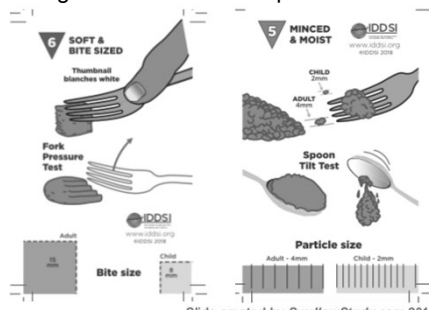 6 SOFT &
BITE SIZED
Thumbnail
blanches white
Fork
Pressure
Test
IDDSI
www.iddsi.org
©IDDSI 2018
Adult
15
mm
Bite size
Child
8
mm
5 MINCED
& MOIST
IDDSI
www.iddsi.org
©IDDSI 2018
CHILD
2mm
ADULT
4mm
Spoon
Tilt Test
Particle size
Adult - 4mm
Child - 2mm